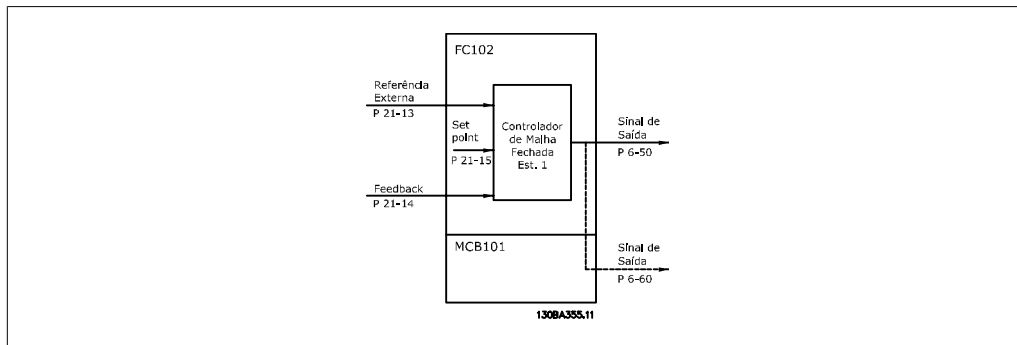 FC102
Referência
Externa
P 21-13
Set
point
P 21-15
Controlador
de Malha
Fechada
Est. 1
Sinal de
Saída
P 6-50
Feedback
P 21-14
MCB101
Sinal de
Saída
P 6-60
130BA355.11